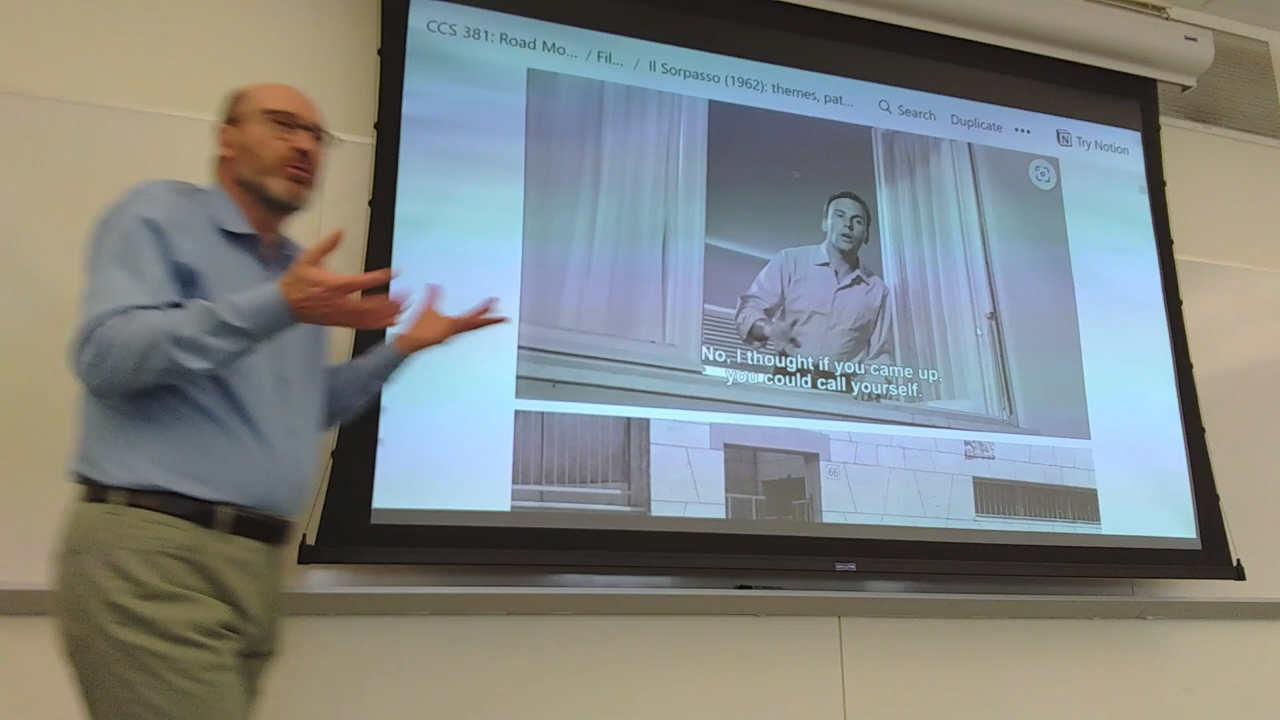 CCS 381: Road Mo... / Fil... / Il Sorpasso (1962): themes, pat... Search Duplicate ••• Try Notion
No, I thought if you came up,
you could call yourself.
66